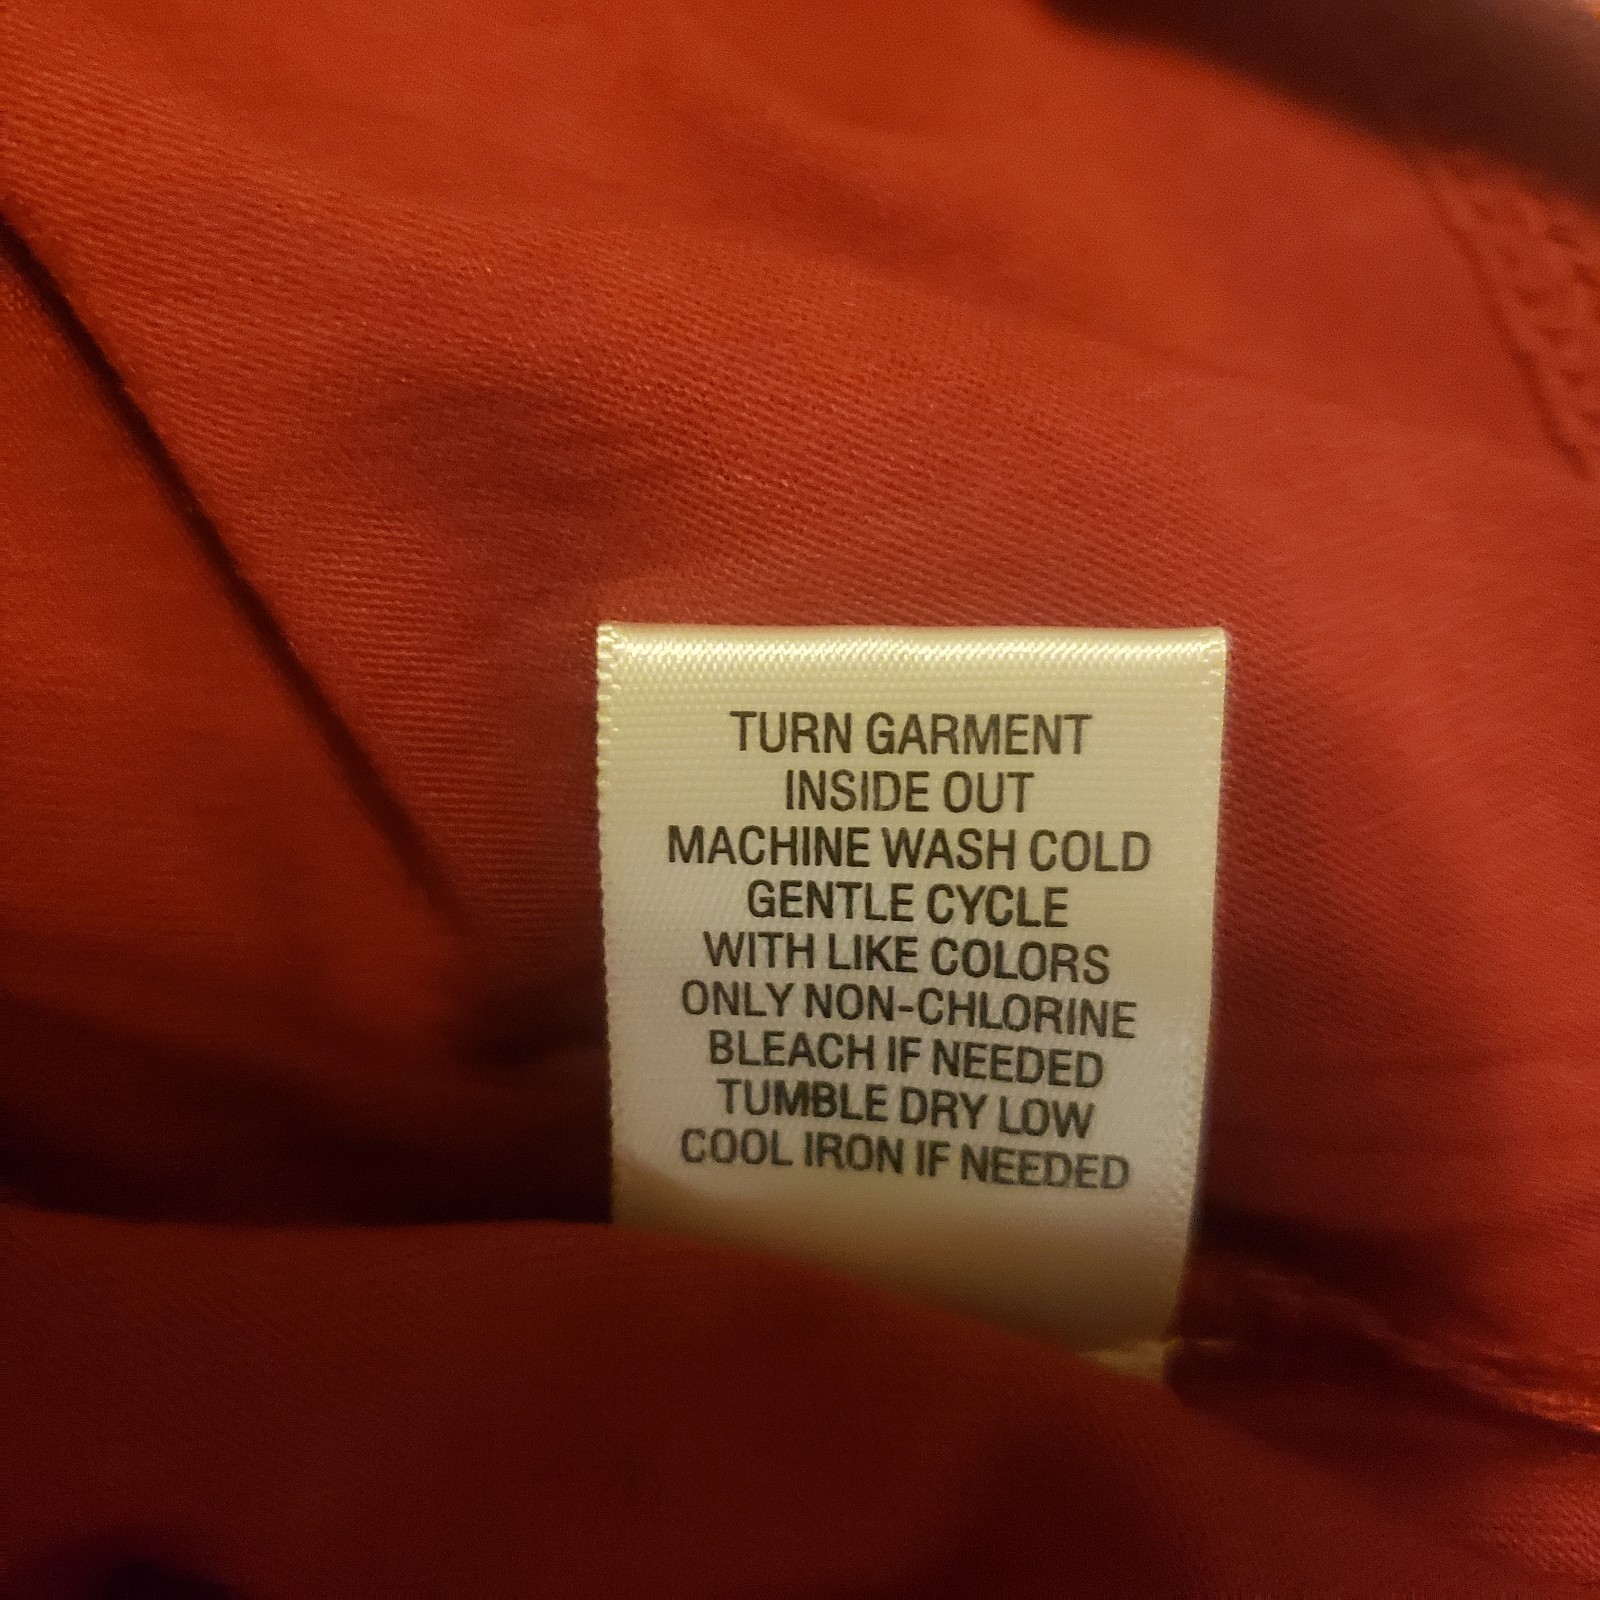 TURN GARMENT
INSIDE OUT
MACHINE WASH COLD
GENTLE CYCLE
WITH LIKE COLORS
ONLY NON-CHLORINE
BLEACH IF NEEDED
TUMBLE DRY LOW
COOL IRON IF NEEDED